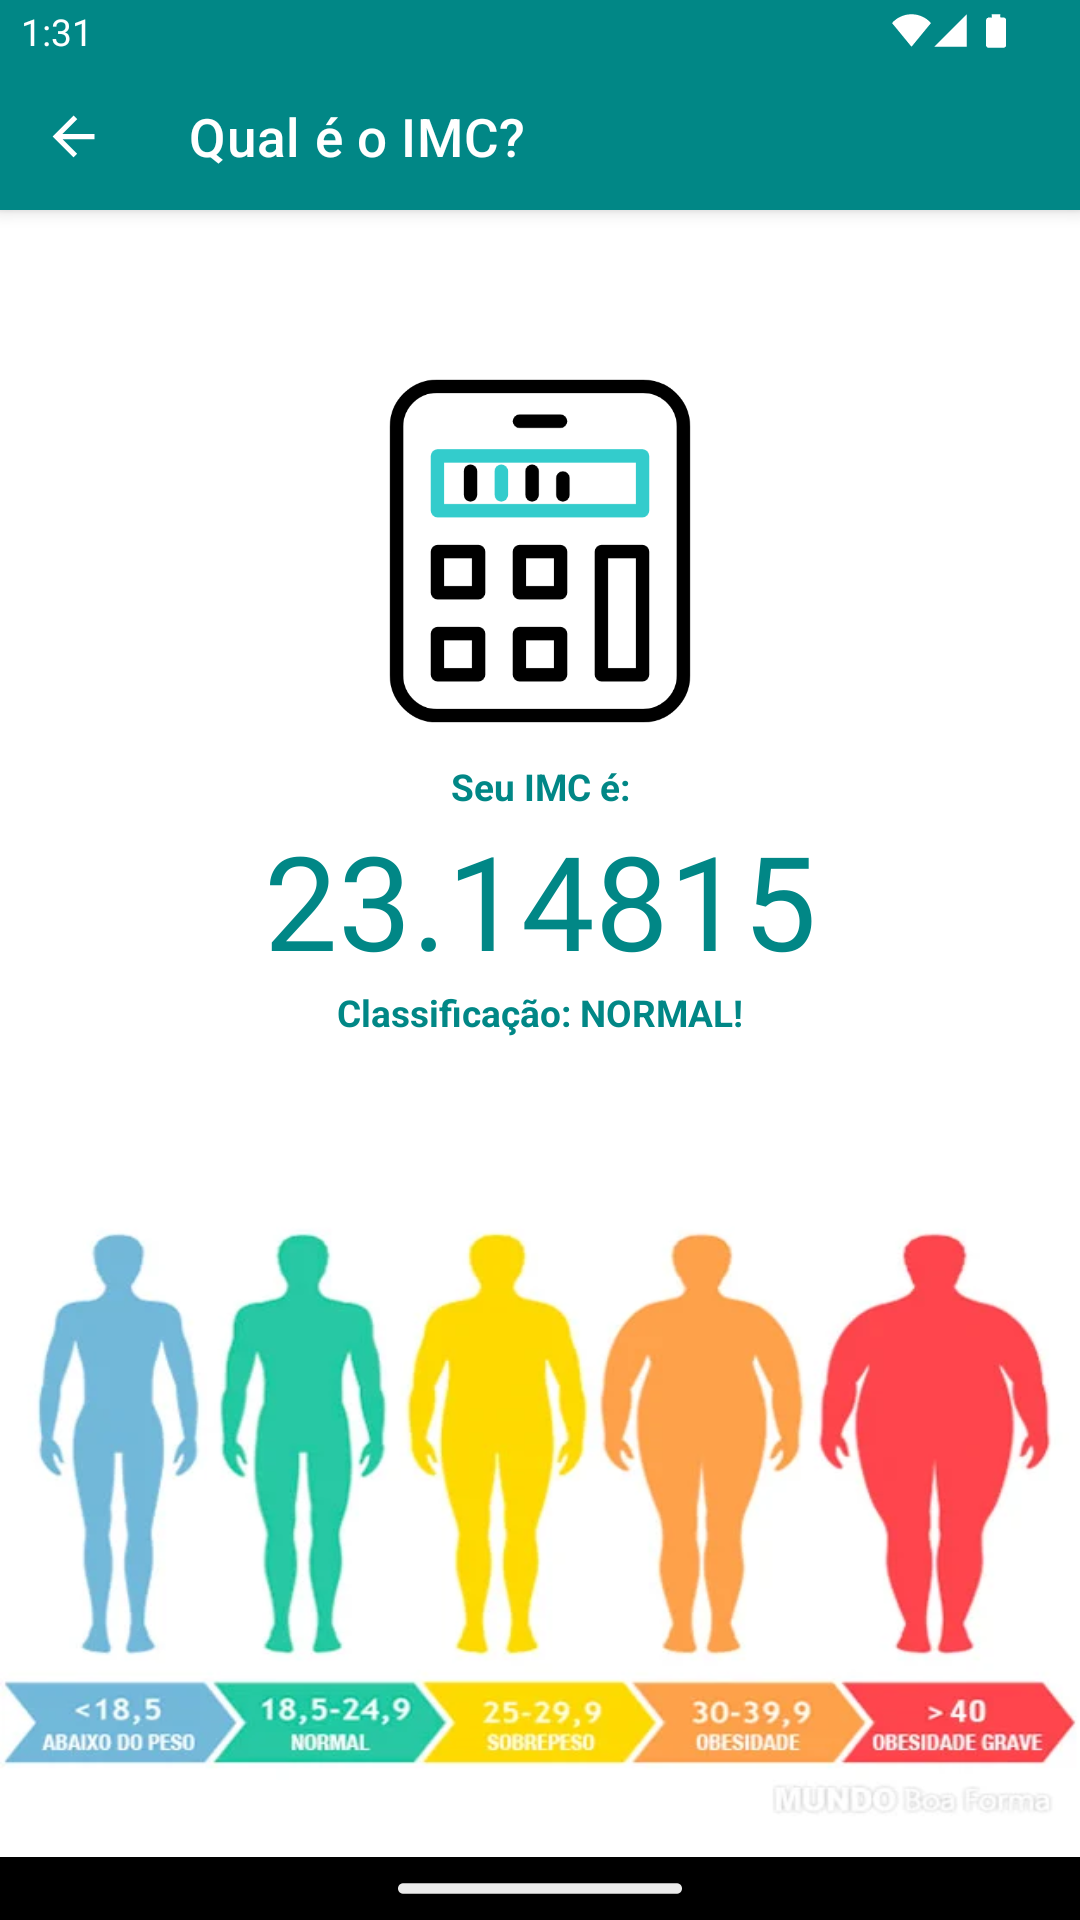 1:31
Qual é o IMC?
Seu IMC é:
23.14815
Classificação: NORMAL!
<18,5 18,5-24,9 25-29,9 30-39,9 >40
ABAIXO DO PESO NORMAL SOBREPESO OBESIDADE OBESIDADE GRAVE
MUNDO Boa Forma